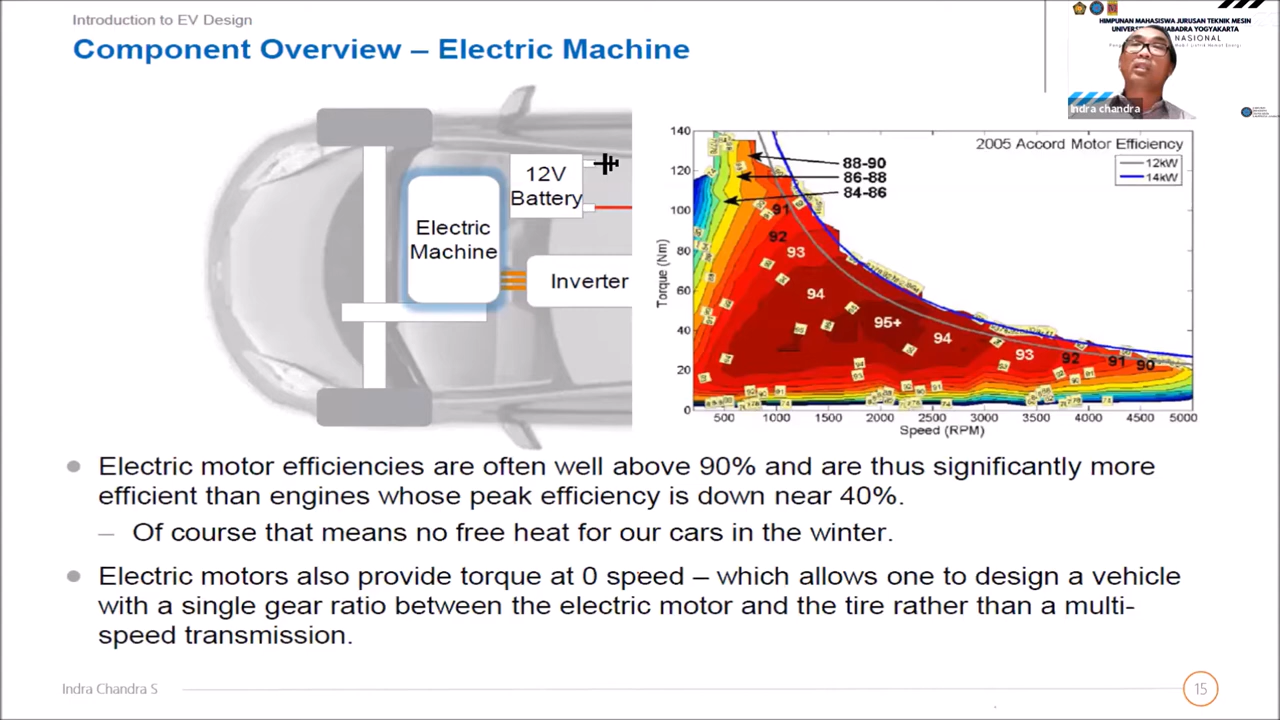 Introduction to EV Design
Component Overview – Electric Machine
HIMPUNAN MAHASISWA JURUSAN TEKNIK MESIN
NASIONAL
Indra chandra
12V
Battery
Electric
Machine
Inverter
2005 Accord Motor Efficiency
12kW
14kW
88-90
86-88
84-86
91
92
93
94
95+
94
93
92
91
90
Torque (Nm)
140
120
100
80
60
40
20
0
500
1000
1500
2000
2500
3000
3500
4000
4500
5000
Speed (RPM)
Electric motor efficiencies are often well above 90% and are thus significantly more
efficient than engines whose peak efficiency is down near 40%.
– Of course that means no free heat for our cars in the winter.
Electric motors also provide torque at 0 speed – which allows one to design a vehicle
with a single gear ratio between the electric motor and the tire rather than a multi-
speed transmission.
Indra Chandra S
15